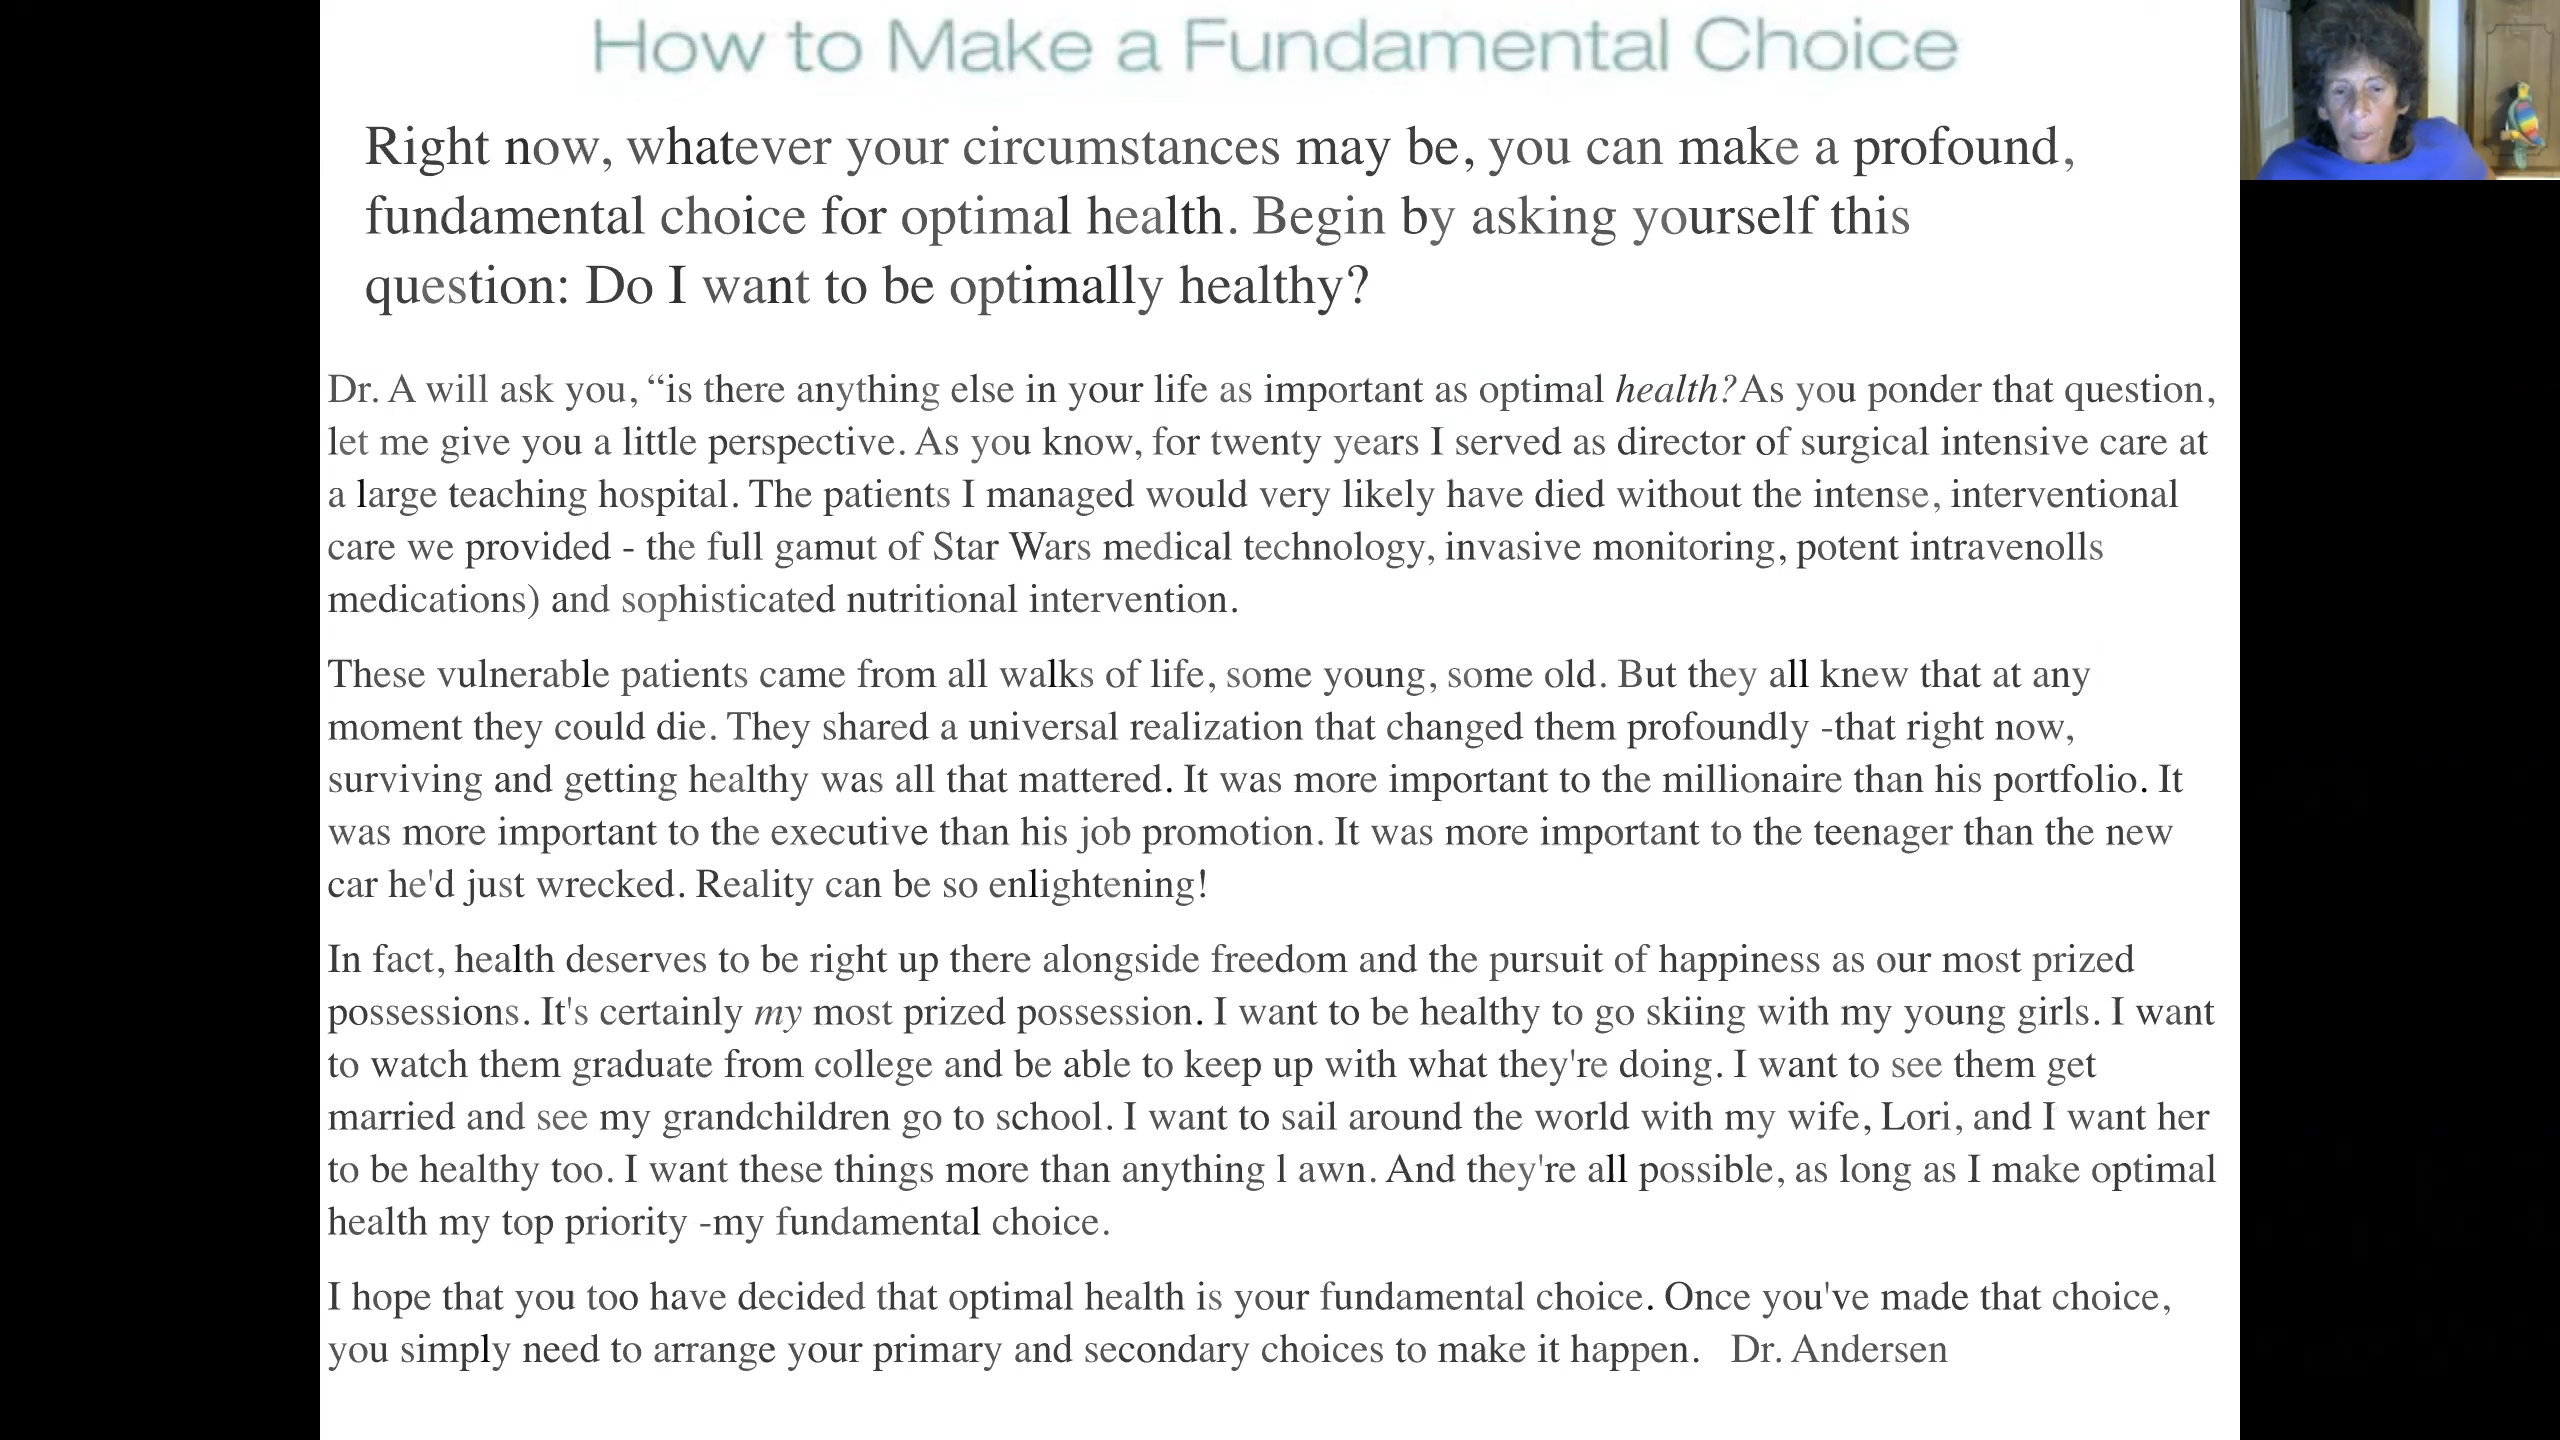 How to Make a Fundamental Choice
Right now, whatever your circumstances may be, you can make a profound,
fundamental choice for optimal health. Begin by asking yourself this
question: Do I want to be optimally healthy?
Dr. A will ask you, “is there anything else in your life as important as optimal health? As you ponder that question,
let me give you a little perspective. As you know, for twenty years I served as director of surgical intensive care at
a large teaching hospital. The patients I managed would very likely have died without the intense, interventional
care we provided - the full gamut of Star Wars medical technology, invasive monitoring, potent intravenolls
medications) and sophisticated nutritional intervention.
These vulnerable patients came from all walks of life, some young, some old. But they all knew that at any
moment they could die. They shared a universal realization that changed them profoundly -that right now,
surviving and getting healthy was all that mattered. It was more important to the millionaire than his portfolio. It
was more important to the executive than his job promotion. It was more important to the teenager than the new
car he'd just wrecked. Reality can be so enlightening!
In fact, health deserves to be right up there alongside freedom and the pursuit of happiness as our most prized
possessions. It's certainly my most prized possession. I want to be healthy to go skiing with my young girls. I want
to watch them graduate from college and be able to keep up with what they're doing. I want to see them get
married and see my grandchildren go to school. I want to sail around the world with my wife, Lori, and I want her
to be healthy too. I want these things more than anything l awn. And they're all possible, as long as I make optimal
health my top priority -my fundamental choice.
I hope that you too have decided that optimal health is your fundamental choice. Once you've made that choice,
you simply need to arrange your primary and secondary choices to make it happen. Dr. Andersen